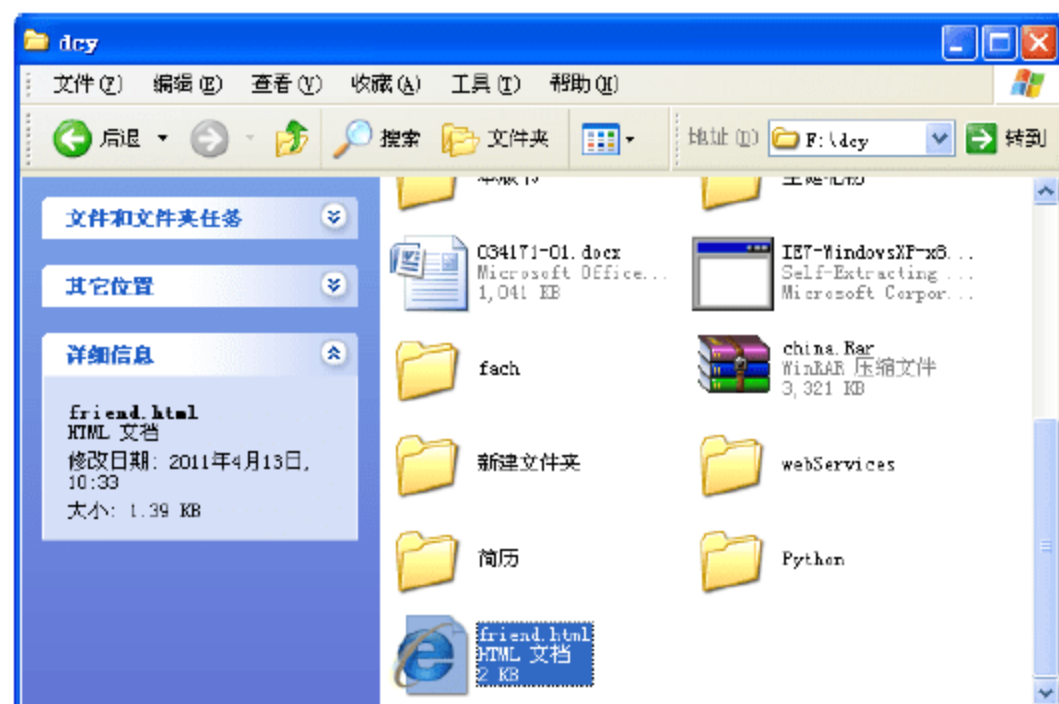 dcy
文件(F) 编辑(E) 查看(V) 收藏(A) 工具(T) 帮助(H)
后退 搜索 文件夹 地址(D) F:\dcy 转到
文件和文件夹任务
其它位置
详细信息
friend.html
HTML 文档
修改日期: 2011年4月13日,
10:33
大小: 1.39 KB
034171-01.docx
Microsoft Office...
1,041 KB
IE7-WindowsXP-x8...
Self-Extracting ...
Microsoft Corpor...
fach
china.Rar
WinRAR 压缩文件
3,321 KB
新建文件夹
webServices
简历
Python
friend.html
HTML 文档
2 KB